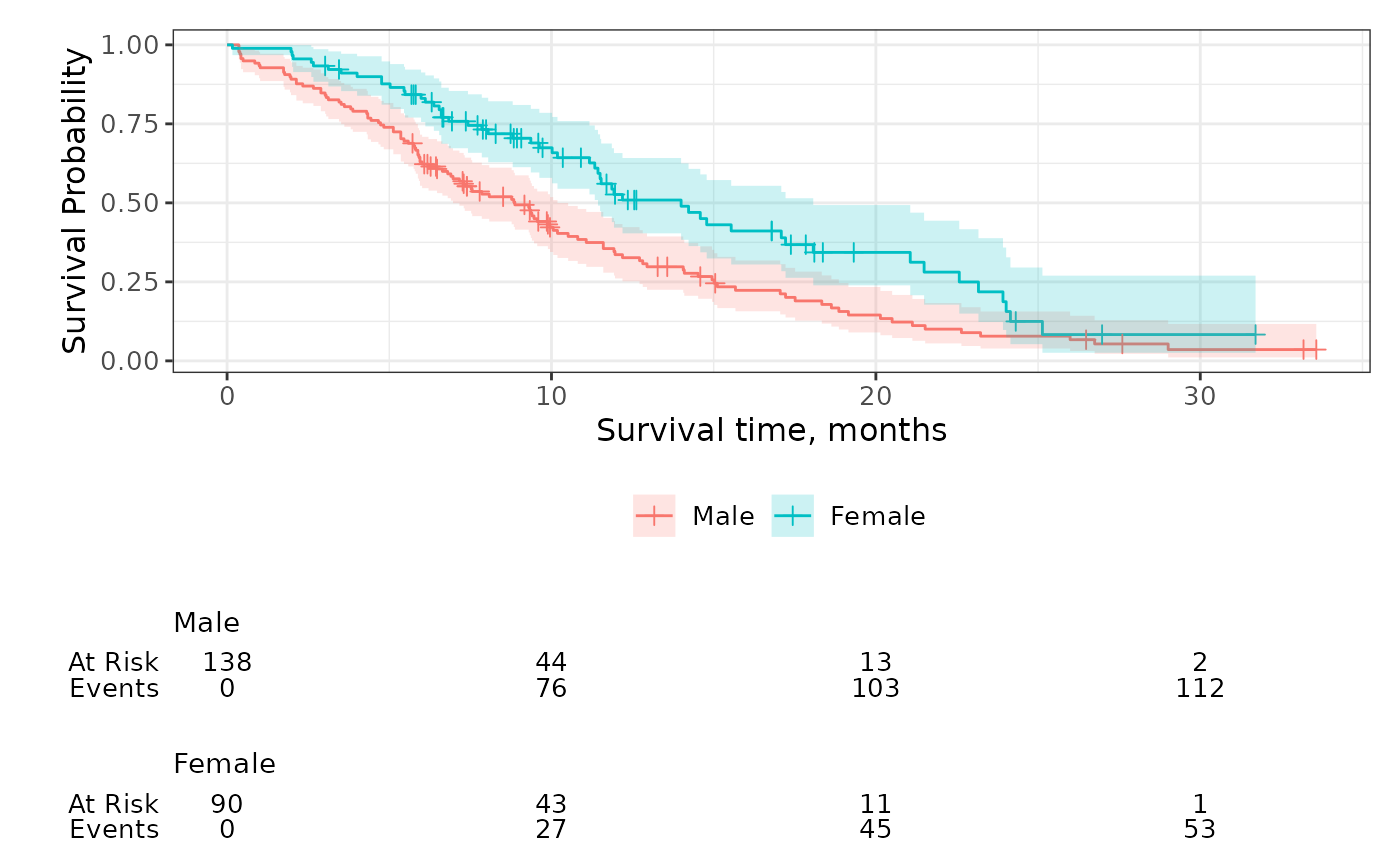 Survival Probability
1.00
0.75
0.50
0.25
0.00
0 10 20 30
Survival time, months
Male Female
Male
At Risk 138 44 13 2
Events 0 76 103 112
Female
At Risk 90 43 11 1
Events 0 27 45 53